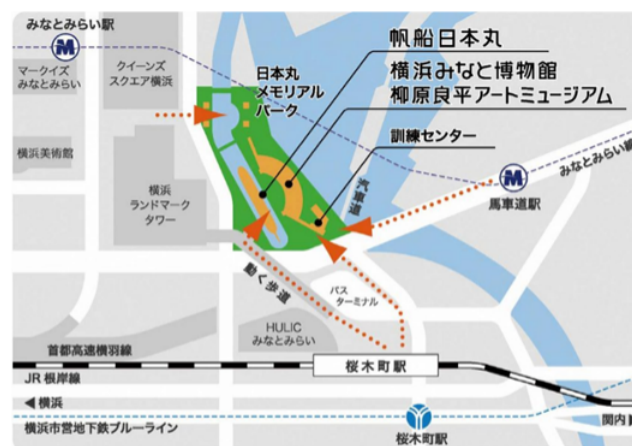 みなとみらい駅
マークイズ
みなとみらい
クイーンズ
スクエア横浜
日本丸
メモリアル
パーク
帆船日本丸
横浜みなと博物館
柳原良平アートミュージアム
訓練センター
横浜美術館
横浜
ランドマーク
タワー
汽車道
みなとみらい線
馬車道駅
動く歩道
バス
ターミナル
HULIC
みなとみらい
首都高速横羽線
桜木町駅
JR根岸線
◀横浜
関内▶
横浜市営地下鉄ブルーライン
桜木町駅